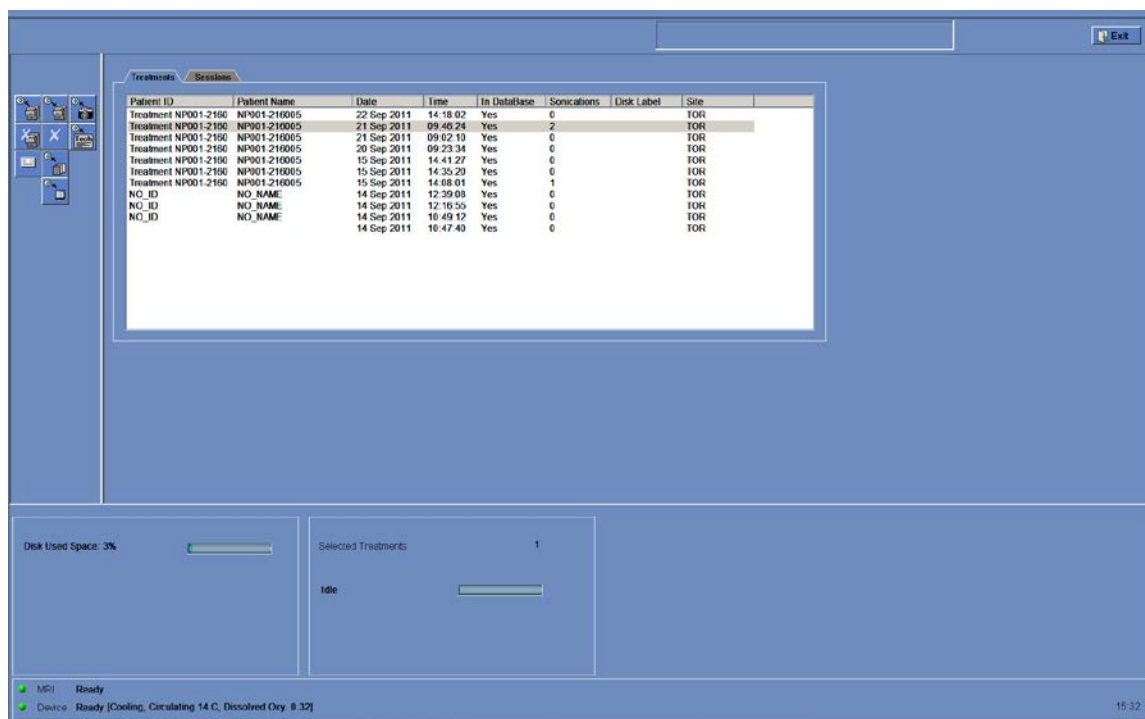 Exit
Treatments Sessions
Patient ID Patient Name Date Time In DataBase Sonications Disk Label Site
Treatment NP001-2160 NP001-216005 22 Sep 2011 14:18:02 Yes 0 TOR
Treatment NP001-2160 NP001-216005 21 Sep 2011 09:46:24 Yes 2 TOR
Treatment NP001-2160 NP001-216005 21 Sep 2011 09:02:10 Yes 0 TOR
Treatment NP001-2160 NP001-216005 20 Sep 2011 09:23:34 Yes 0 TOR
Treatment NP001-2160 NP001-216005 15 Sep 2011 14:41:27 Yes 0 TOR
Treatment NP001-2160 NP001-216005 15 Sep 2011 14:35:20 Yes 0 TOR
Treatment NP001-2160 NP001-216005 15 Sep 2011 14:08:01 Yes 1 TOR
NO_ID NO_NAME 14 Sep 2011 12:39:08 Yes 0 TOR
NO_ID NO_NAME 14 Sep 2011 12:16:55 Yes 0 TOR
NO_ID NO_NAME 14 Sep 2011 10:49:12 Yes 0 TOR
14 Sep 2011 10:47:40 Yes 0 TOR
Tech
Disk Used Space: 3%
Selected Treatments 1
Idle
MRI Ready
Device Ready [Cooling, Circulating 14 C, Dissolved Oxy. 0.32]
15:32